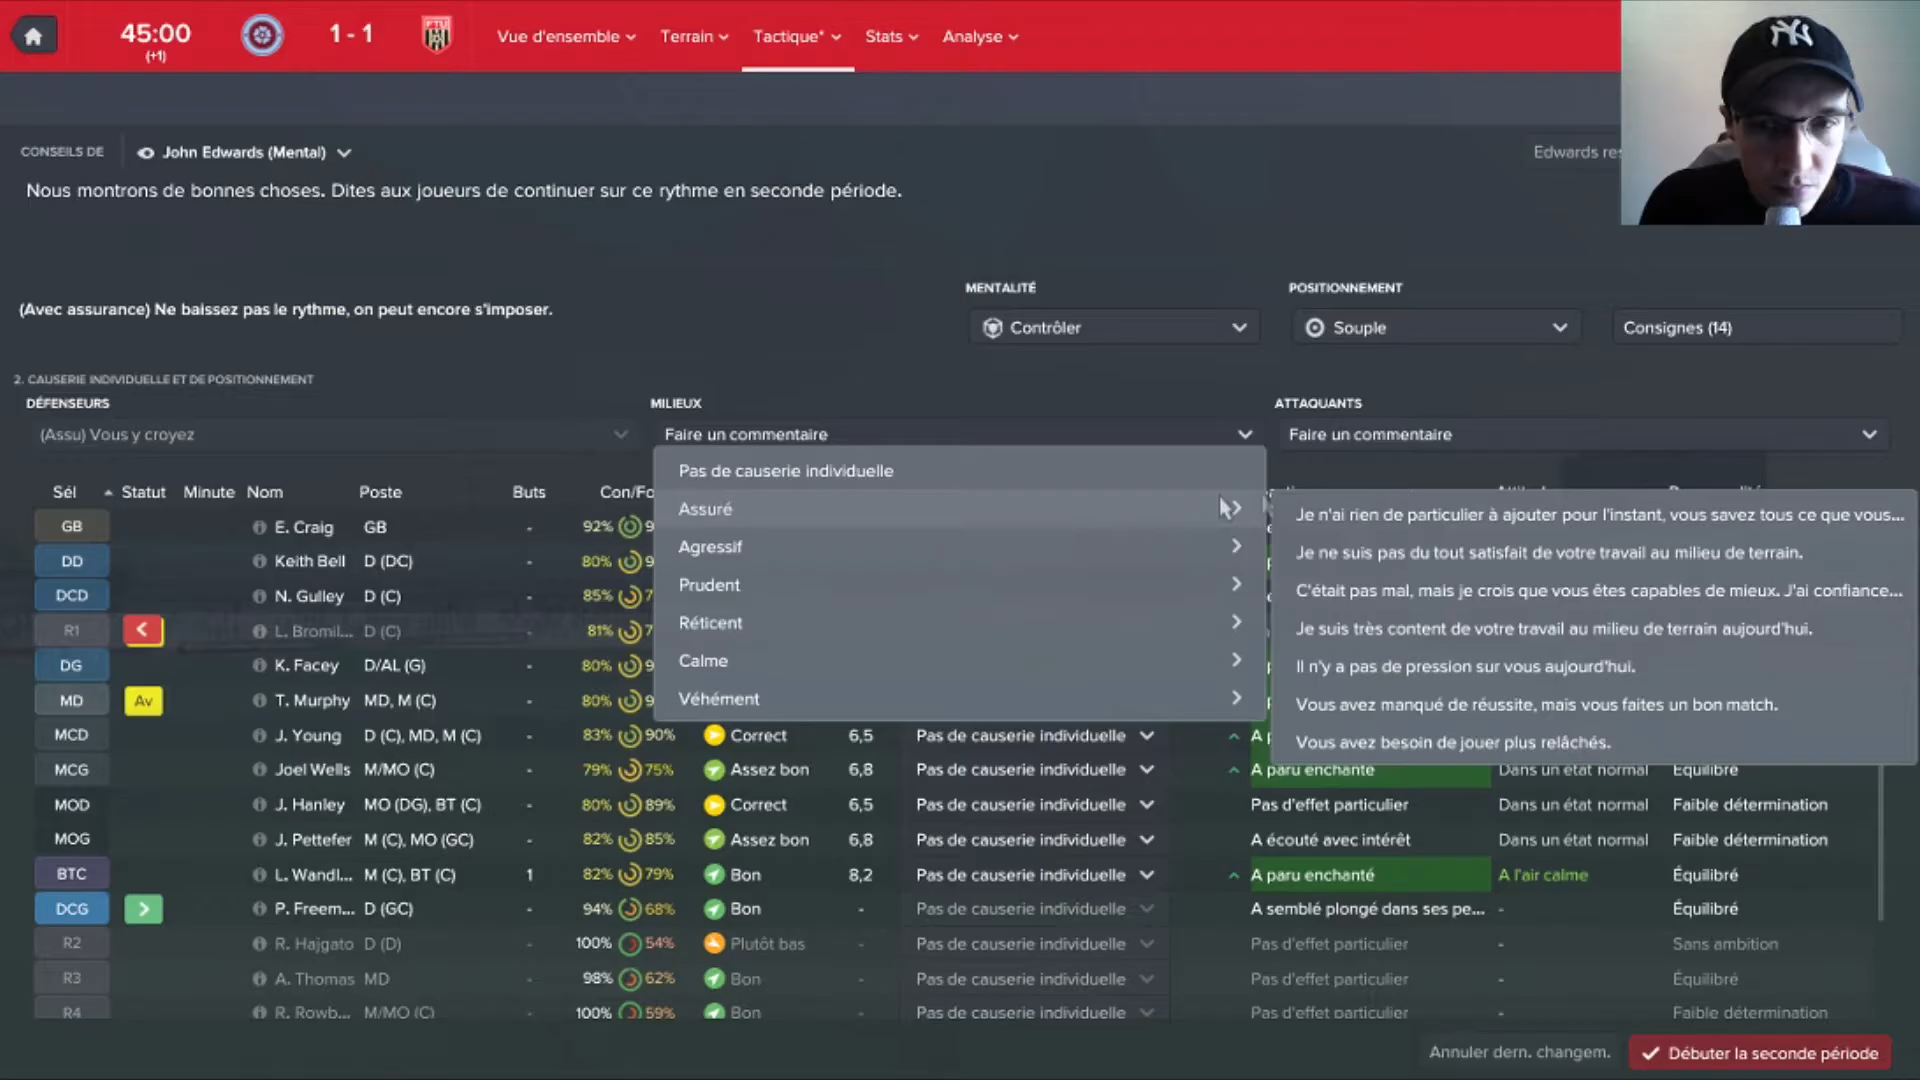 45:00
(+1)
1 - 1
Vue d'ensemble
Terrain
Tactique*
Stats
Analyse
CONSEILS DE
John Edwards (Mental)
Edwards res
Nous montrons de bonnes choses. Dites aux joueurs de continuer sur ce rythme en seconde période.
MENTALITÉ
POSITIONNEMENT
(Avec assurance) Ne baissez pas le rythme, on peut encore s'imposer.
Contrôler
Souple
Consignes (14)
2. CAUSERIE INDIVIDUELLE ET DE POSITIONNEMENT
DÉFENSEURS
MILIEUX
ATTAQUANTS
(Assu) Vous y croyez
Faire un commentaire
Faire un commentaire
Pas de causerie individuelle
Assuré
Agressif
Prudent
Réticent
Calme
Véhément
Je n'ai rien de particulier à ajouter pour l'instant, vous savez tous ce que vous...
Je ne suis pas du tout satisfait de votre travail au milieu de terrain.
C'était pas mal, mais je crois que vous êtes capables de mieux. J'ai confiance...
Je suis très content de votre travail au milieu de terrain aujourd'hui.
Il n'y a pas de pression sur vous aujourd'hui.
Vous avez manqué de réussite, mais vous faites un bon match.
Vous avez besoin de jouer plus relâchés.
Sél Statut Minute Nom Poste Buts Con/Fo
GB E. Craig GB - 92% 9
DD Keith Bell D (DC) - 80% 9
DCD N. Gulley D (C) - 85% 7
R1 L. Bromil... D (C) - 81% 7
DG K. Facey D/AL (G) - 80% 9
MD Av T. Murphy MD, M (C) - 80% 9
MCD J. Young D (C), MD, M (C) - 83% 90% Correct 6,5 Pas de causerie individuelle A p
MCG Joel Wells M/MO (C) - 79% 75% Assez bon 6,8 Pas de causerie individuelle A paru enchanté Dans un état normal Équilibré
MOD J. Hanley MO (DG), BT (C) - 80% 89% Correct 6,5 Pas de causerie individuelle Pas d'effet particulier Dans un état normal Faible détermination
MOG J. Pettefer M (C), MO (GC) - 82% 85% Assez bon 6,8 Pas de causerie individuelle A écouté avec intérêt Dans un état normal Faible détermination
BTC L. Wandl... M (C), BT (C) 1 82% 79% Bon 8,2 Pas de causerie individuelle A paru enchanté A l'air calme Équilibré
DCG P. Freem... D (GC) - 94% 68% Bon - Pas de causerie individuelle A semblé plongé dans ses pe... - Équilibré
R2 R. Hajgato D (D) - 100% 54% Plutôt bas - Pas de causerie individuelle Pas d'effet particulier - Sans ambition
R3 A. Thomas MD - 98% 62% Bon - Pas de causerie individuelle Pas d'effet particulier - Équilibré
R4 R. Rowb... M/MO (C) - 100% 59% Bon - Pas de causerie individuelle Pas d'effet particulier - Faible détermination
Annuler dern. changem.
Débuter la seconde période